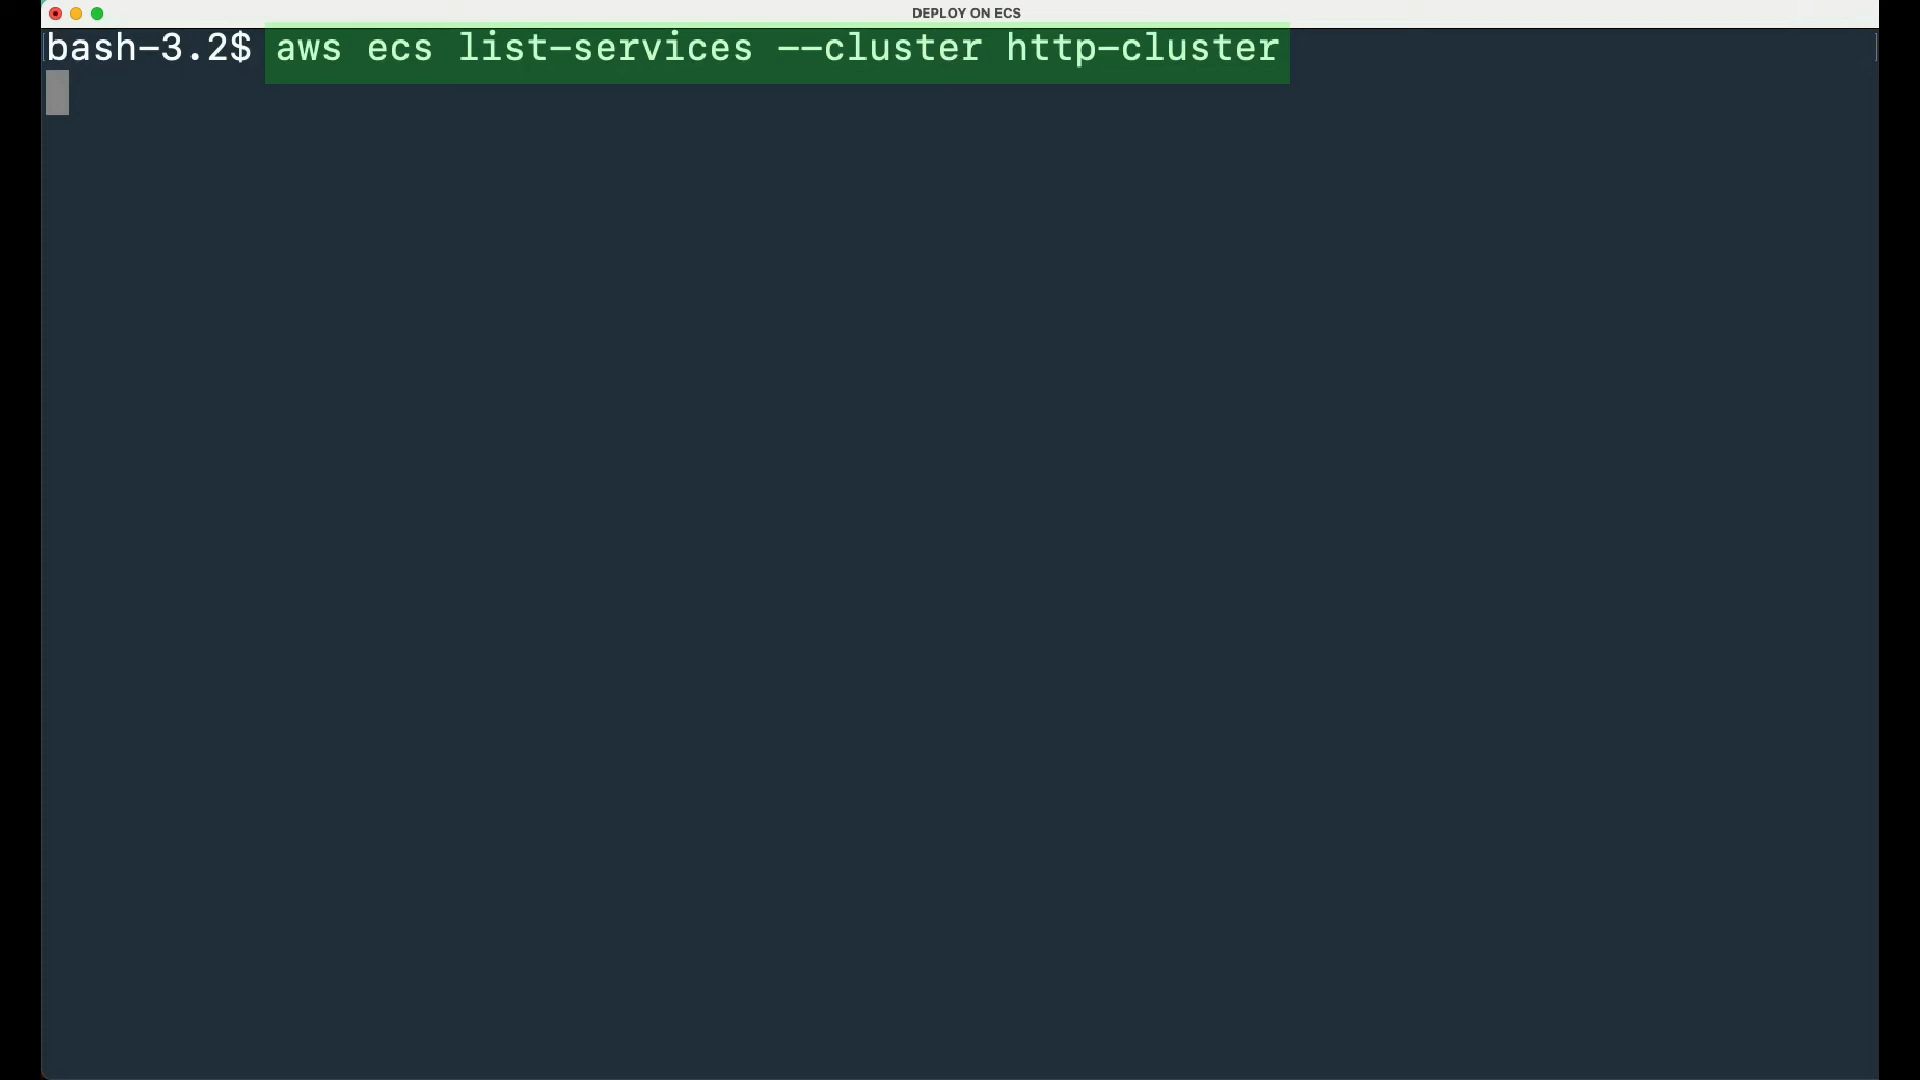 DEPLOY ON ECS
bash-3.2$ aws ecs list-services --cluster http-cluster